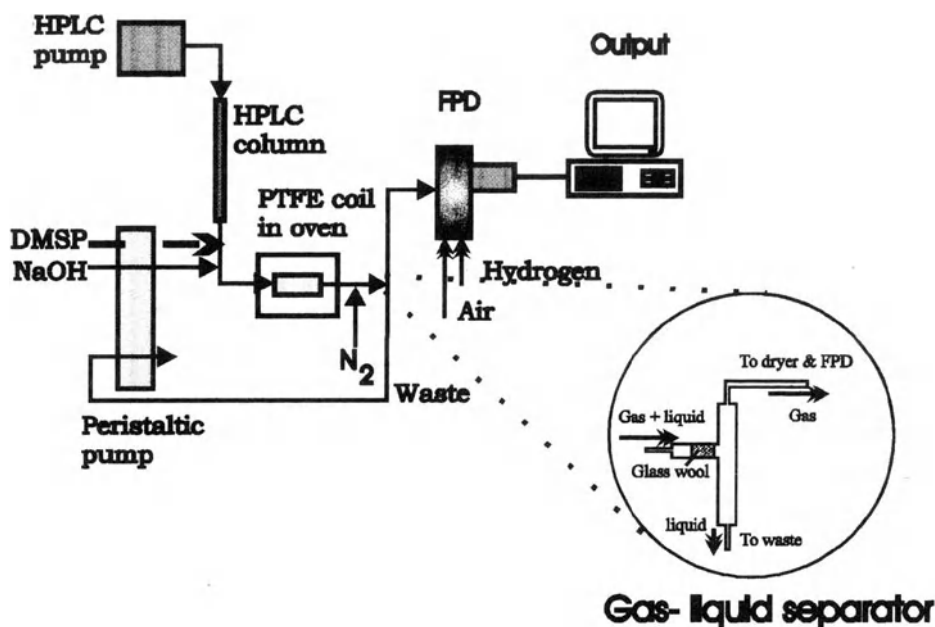 HPLC
pump
Output
FPD
HPLC
column
PTFE coil
in oven
DMSP
NaOH
Hydrogen
Air
N2
Waste
Peristaltic
pump
To dryer & FPD
Gas + liquid
Gas
Glass wool
liquid
To waste
Gas- liquid separator